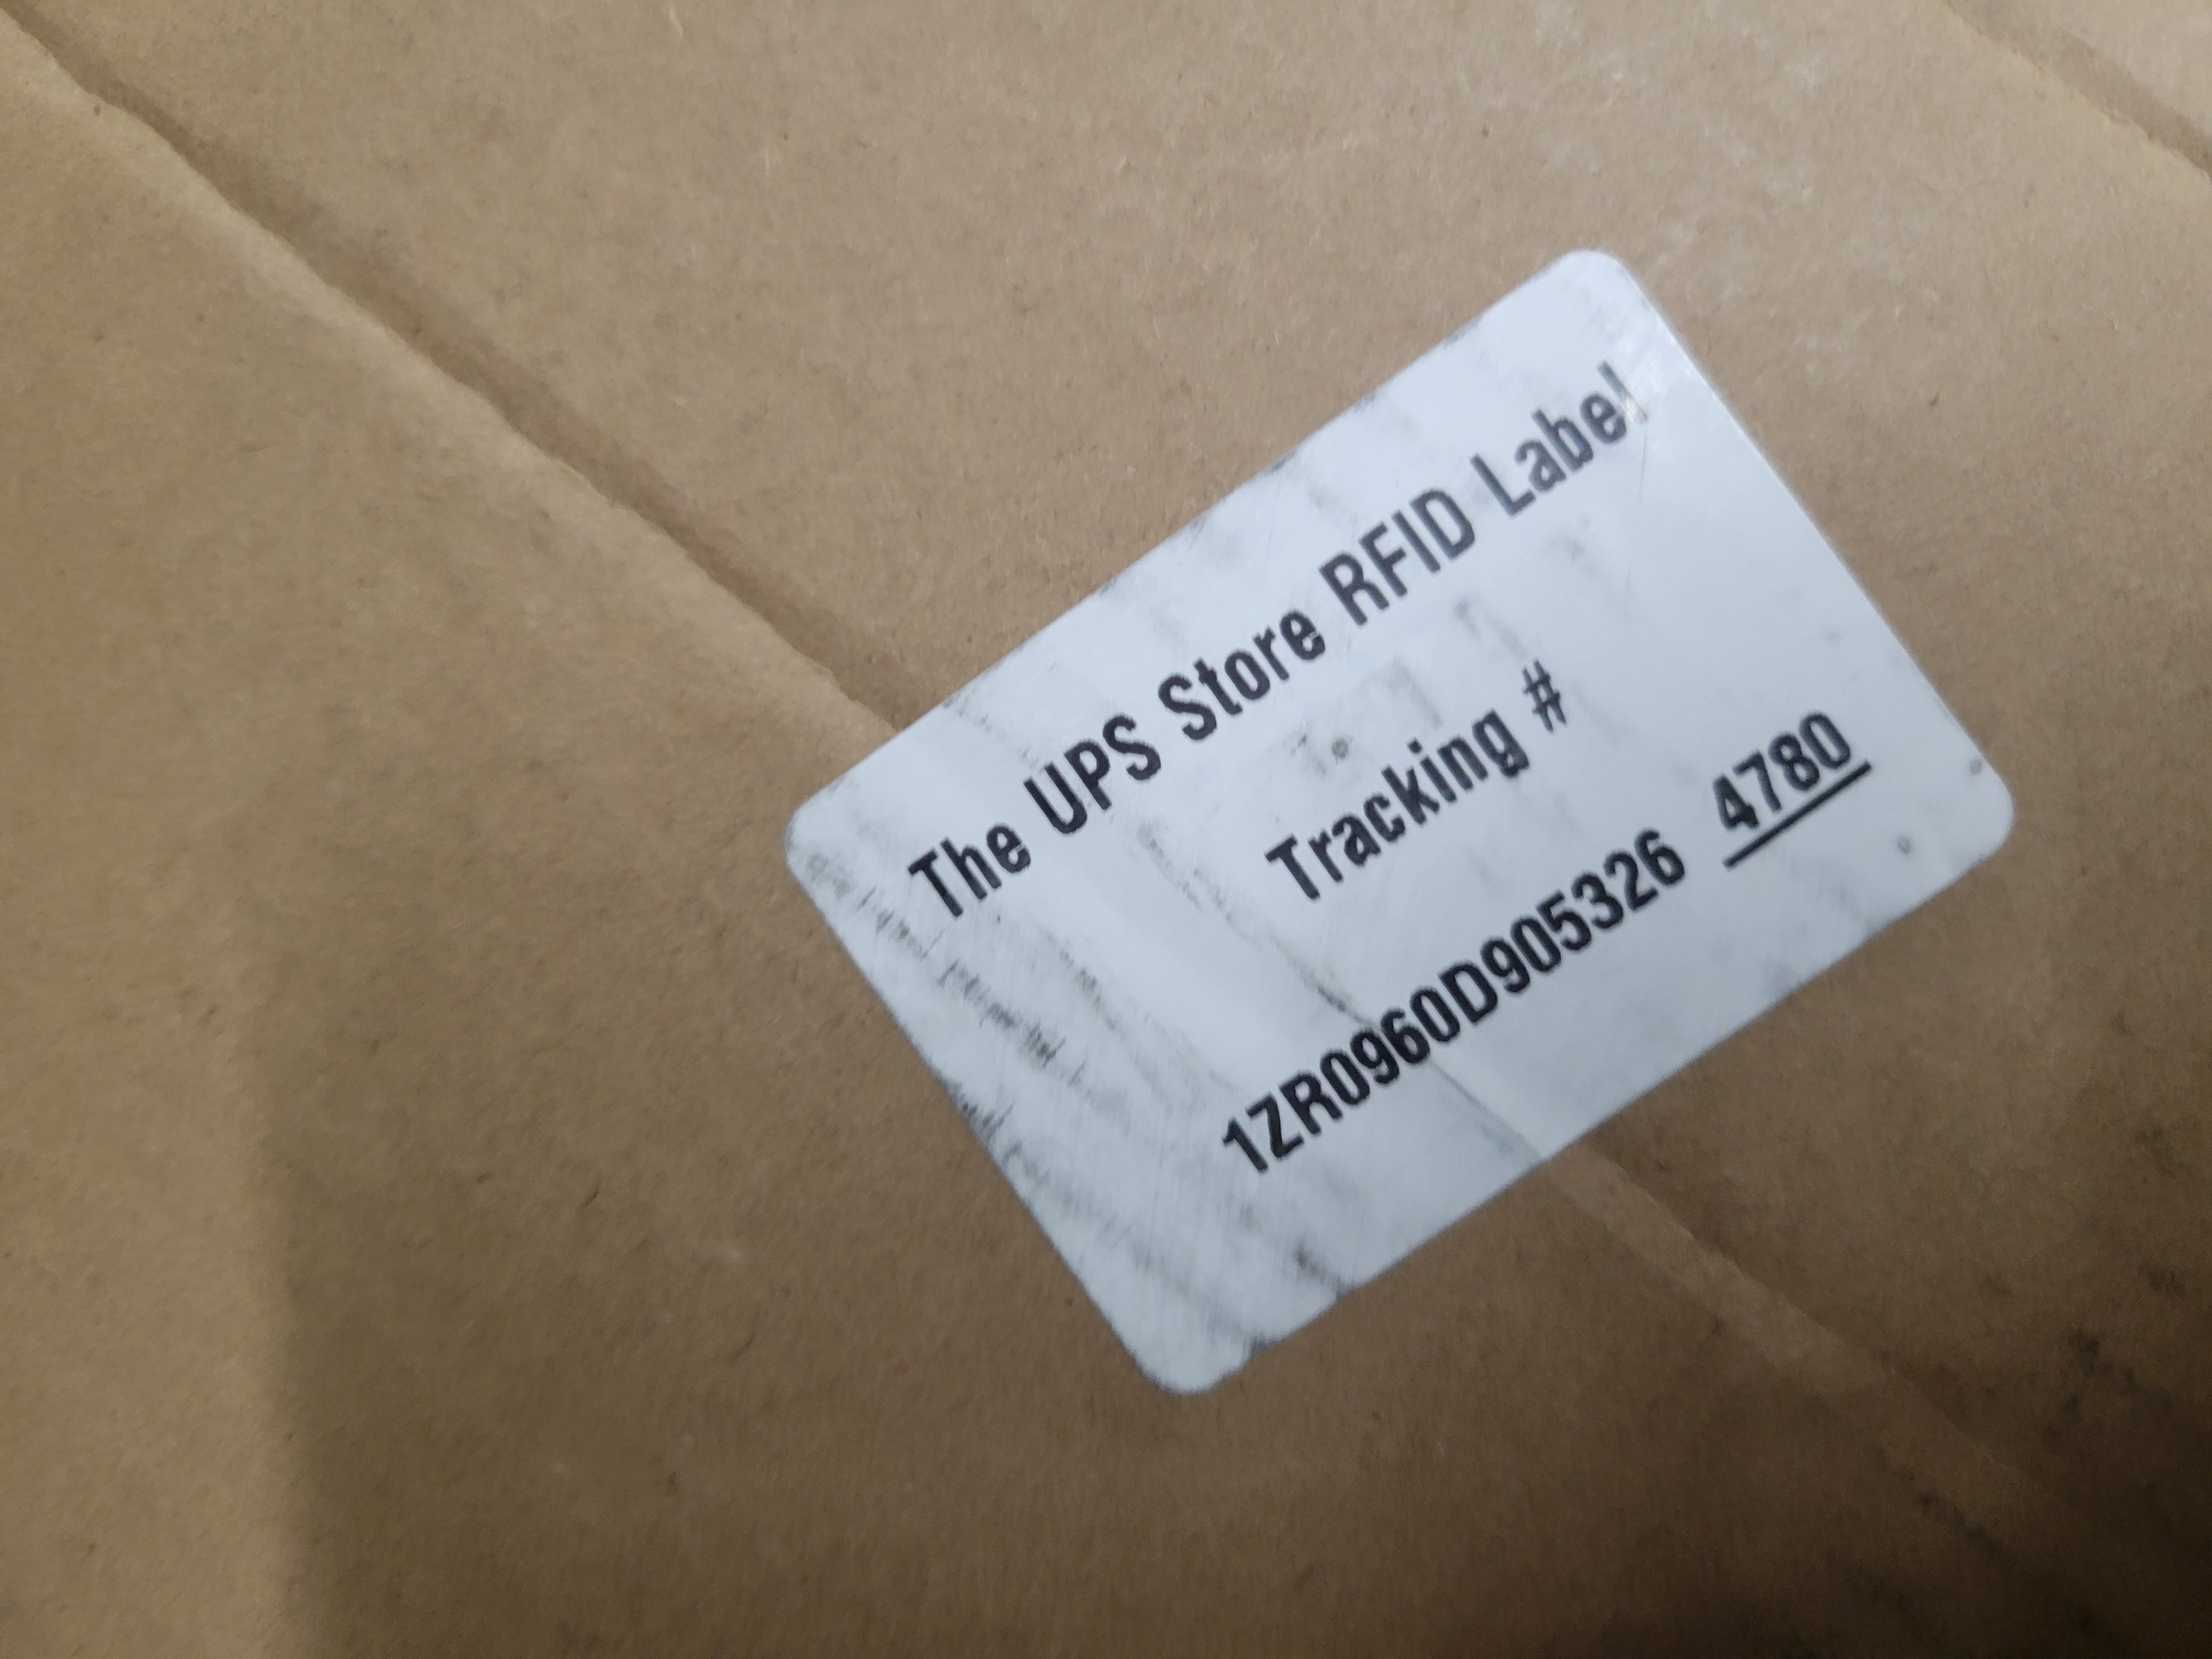 The UPS Store RFID Label
Tracking #
1ZR0960D905326 4780